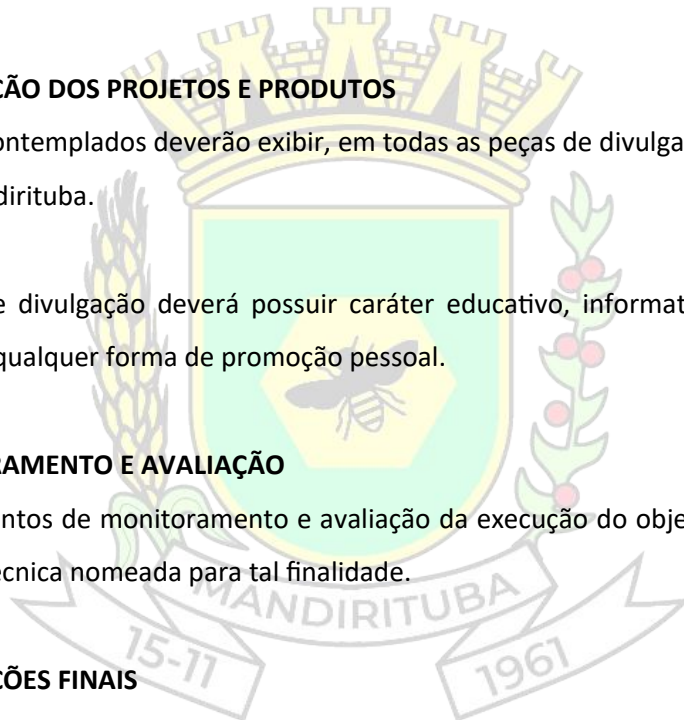 ÇÃO DOS PROJETOS E PRODUTOS
ontemplados deverão exibir, em todas as peças de divulga
dirituba.
e divulgação deverá possuir caráter educativo, informat
qualquer forma de promoção pessoal.
RAMENTO E AVALIAÇÃO
ntos de monitoramento e avaliação da execução do obje
écnica nomeada para tal finalidade.
MANDIRITUBA
15-11
1961
ÇÕES FINAIS